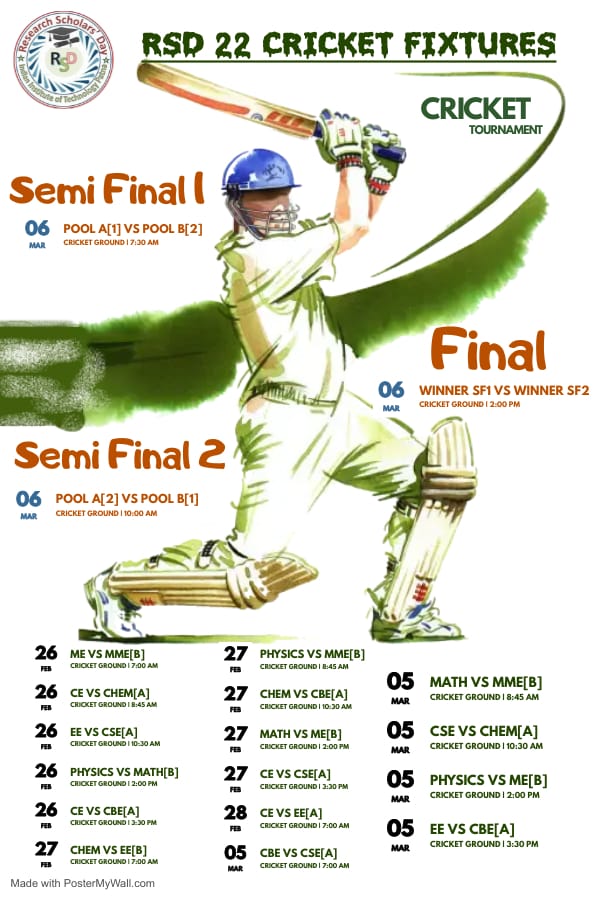 Research Scholars' Day
RSD
Indian Institute of Technology Patna
RSD 22 CRICKET FIXTURES
CRICKET
TOURNAMENT
Semi Final 1
06
MAR
POOL A[1] VS POOL B[2]
CRICKET GROUND | 7:30 AM
Final
06
MAR
WINNER SF1 VS WINNER SF2
CRICKET GROUND | 2:00 PM
Semi Final 2
06
MAR
POOL A[2] VS POOL B[1]
CRICKET GROUND | 10:00 AM
26
FEB
ME VS MME[B]
CRICKET GROUND | 7:00 AM
26
FEB
CE VS CHEM[A]
CRICKET GROUND | 8:45 AM
26
FEB
EE VS CSE[A]
CRICKET GROUND | 10:30 AM
26
FEB
PHYSICS VS MATH[B]
CRICKET GROUND | 2:00 PM
26
FEB
CE VS CBE[A]
CRICKET GROUND | 3:30 PM
27
FEB
CHEM VS EE[B]
CRICKET GROUND | 7:00 AM
27
FEB
PHYSICS VS MME[B]
CRICKET GROUND | 8:45 AM
27
FEB
CHEM VS CBE[A]
CRICKET GROUND | 10:30 AM
27
FEB
MATH VS ME[B]
CRICKET GROUND | 2:00 PM
27
FEB
CE VS CSE[A]
CRICKET GROUND | 3:30 PM
28
FEB
CE VS EE[A]
CRICKET GROUND | 7:00 AM
05
MAR
CBE VS CSE[A]
CRICKET GROUND | 7:00 AM
05
MAR
MATH VS MME[B]
CRICKET GROUND | 8:45 AM
05
MAR
CSE VS CHEM[A]
CRICKET GROUND | 10:30 AM
05
MAR
PHYSICS VS ME[B]
CRICKET GROUND | 2:00 PM
05
MAR
EE VS CBE[A]
CRICKET GROUND | 3:30 PM
Made with PosterMyWall.com